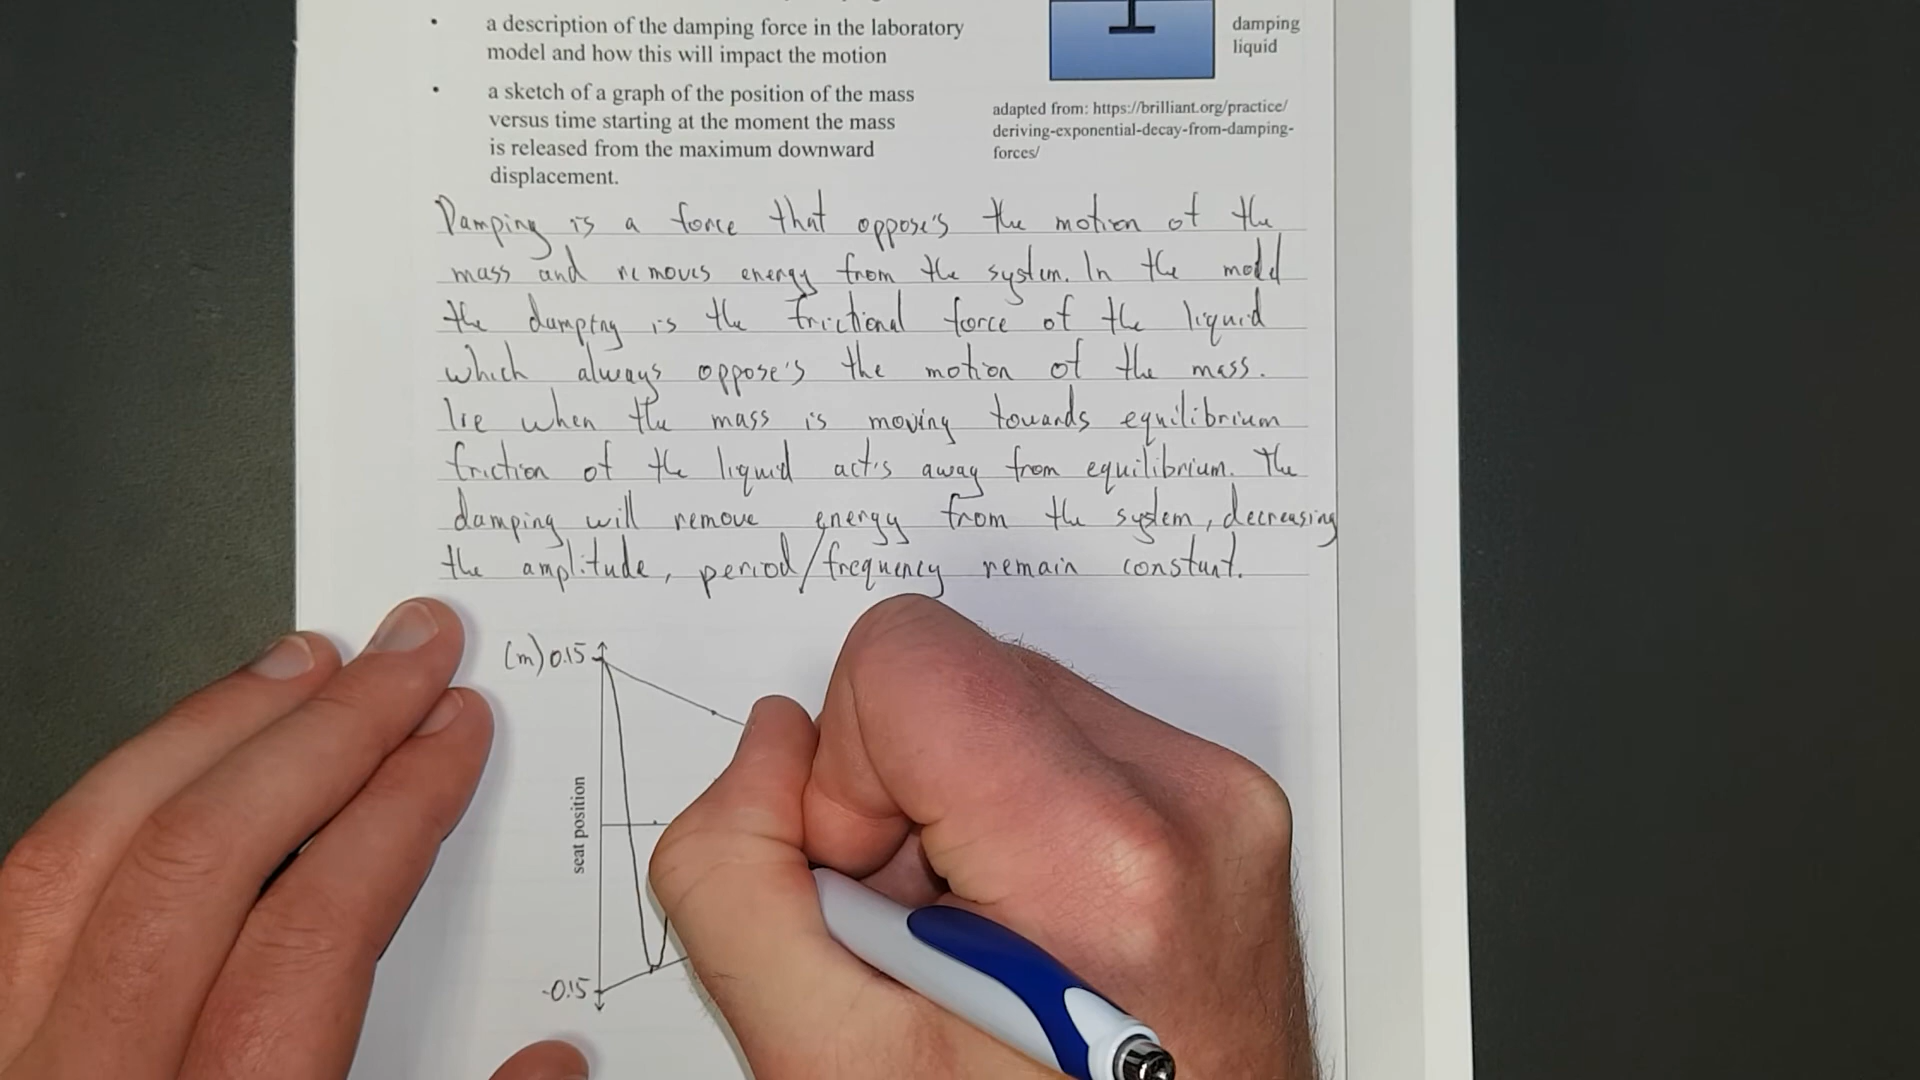 • a description of the damping force in the laboratory
model and how this will impact the motion
• a sketch of a graph of the position of the mass
versus time starting at the moment the mass
is released from the maximum downward
displacement.
damping
liquid
adapted from: https://brilliant.org/practice/
deriving-exponential-decay-from-damping-
forces/
Damping is a force that oppose's the motion of the
mass and removes energy from the system. In the model
the damping is the frictional force of the liquid
which always oppose's the motion of the mass.
when the mass is moving towards equilibrium
friction of the liquid act's away from equilibrium. The
damping will remove energy from the system, decreasing
the amplitude, period/frequency remain constant.
(m) 0.15
seat position
-0.15